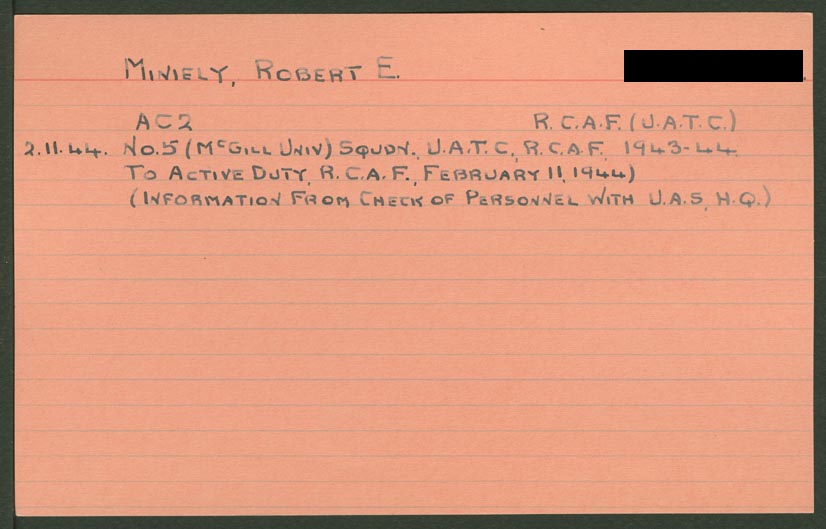 MINIELY, ROBERT E.
AC2 R.C.A.F. (U.A.T.C.)
2.11.44. No.5 (McGILL UNIV) SQUDN. U.A.T.C., R.C.A.F. 1943-44.
TO ACTIVE DUTY, R.C.A.F., FEBRUARY 11, 1944)
(INFORMATION FROM CHECK OF PERSONNEL WITH U.A.S, H.Q.)